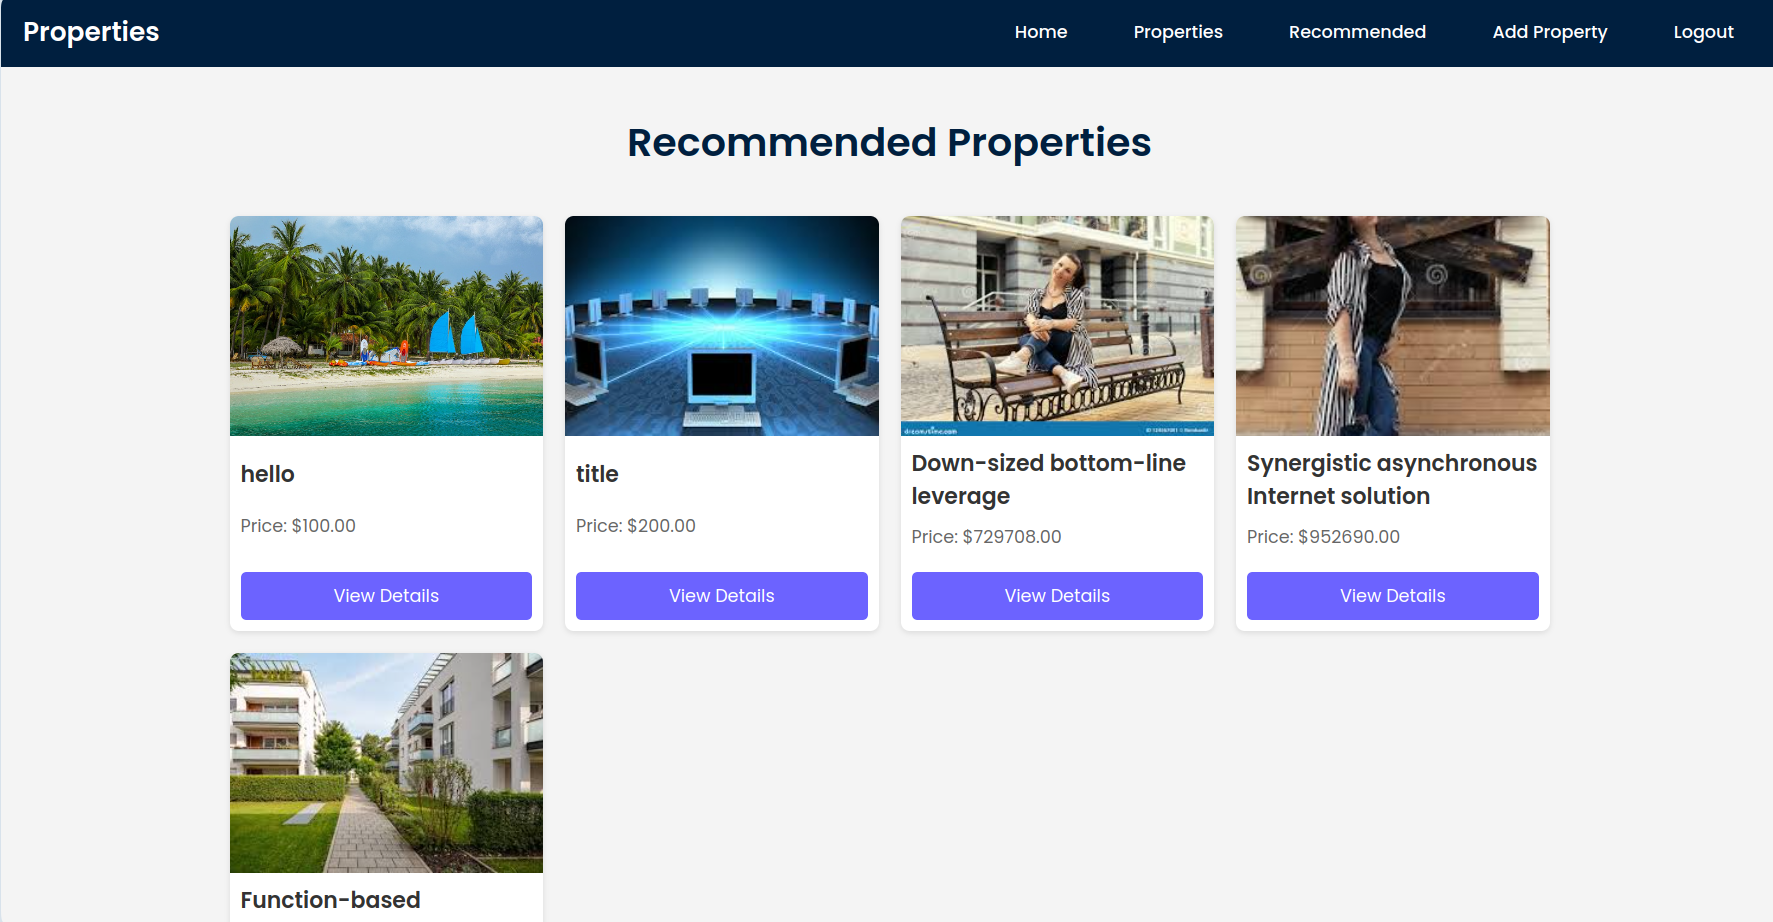 Properties
Home
Properties
Recommended
Add Property
Logout
Recommended Properties
hello
Price: $100.00
View Details
title
Price: $200.00
View Details
dreamstime.com
Down-sized bottom-line
leverage
Price: $729708.00
View Details
Synergistic asynchronous
Internet solution
Price: $952690.00
View Details
Function-based